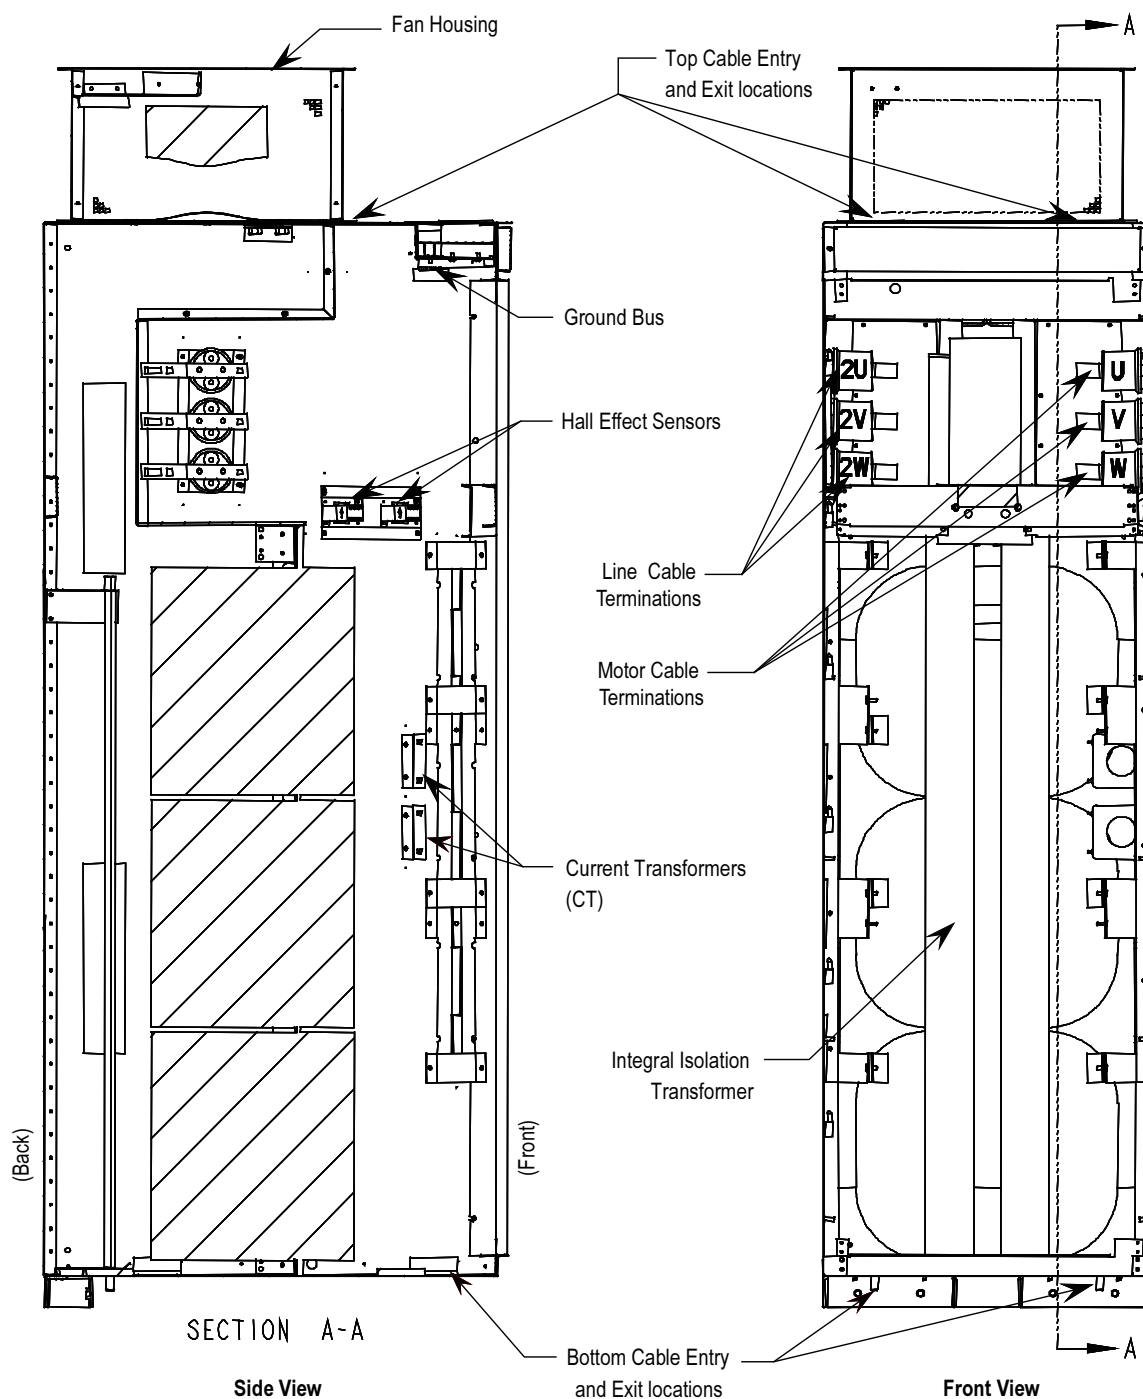 Fan Housing
A
Top Cable Entry
and Exit locations
Ground Bus
2U
U
Hall Effect Sensors
2V
V
2W
W
Line Cable
Terminations
Motor Cable
Terminations
Current Transformers
(CT)
Integral Isolation
Transformer
(Back)
(Front)
SECTION A-A
A
Bottom Cable Entry
and Exit locations
Side View
Front View